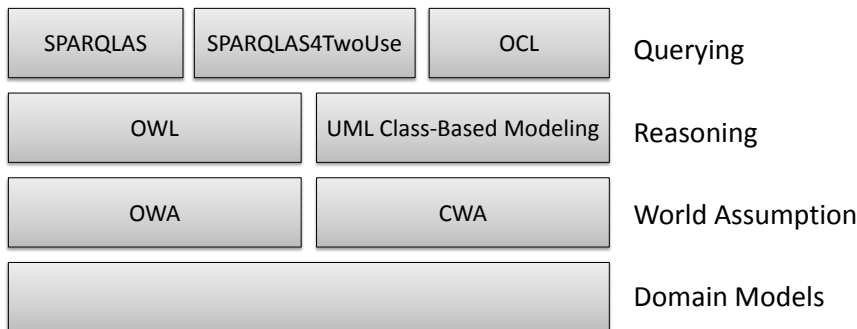 SPARQLAS SPARQLAS4TwoUse OCL Querying
OWL UML Class-Based Modeling Reasoning
OWA CWA World Assumption
Domain Models